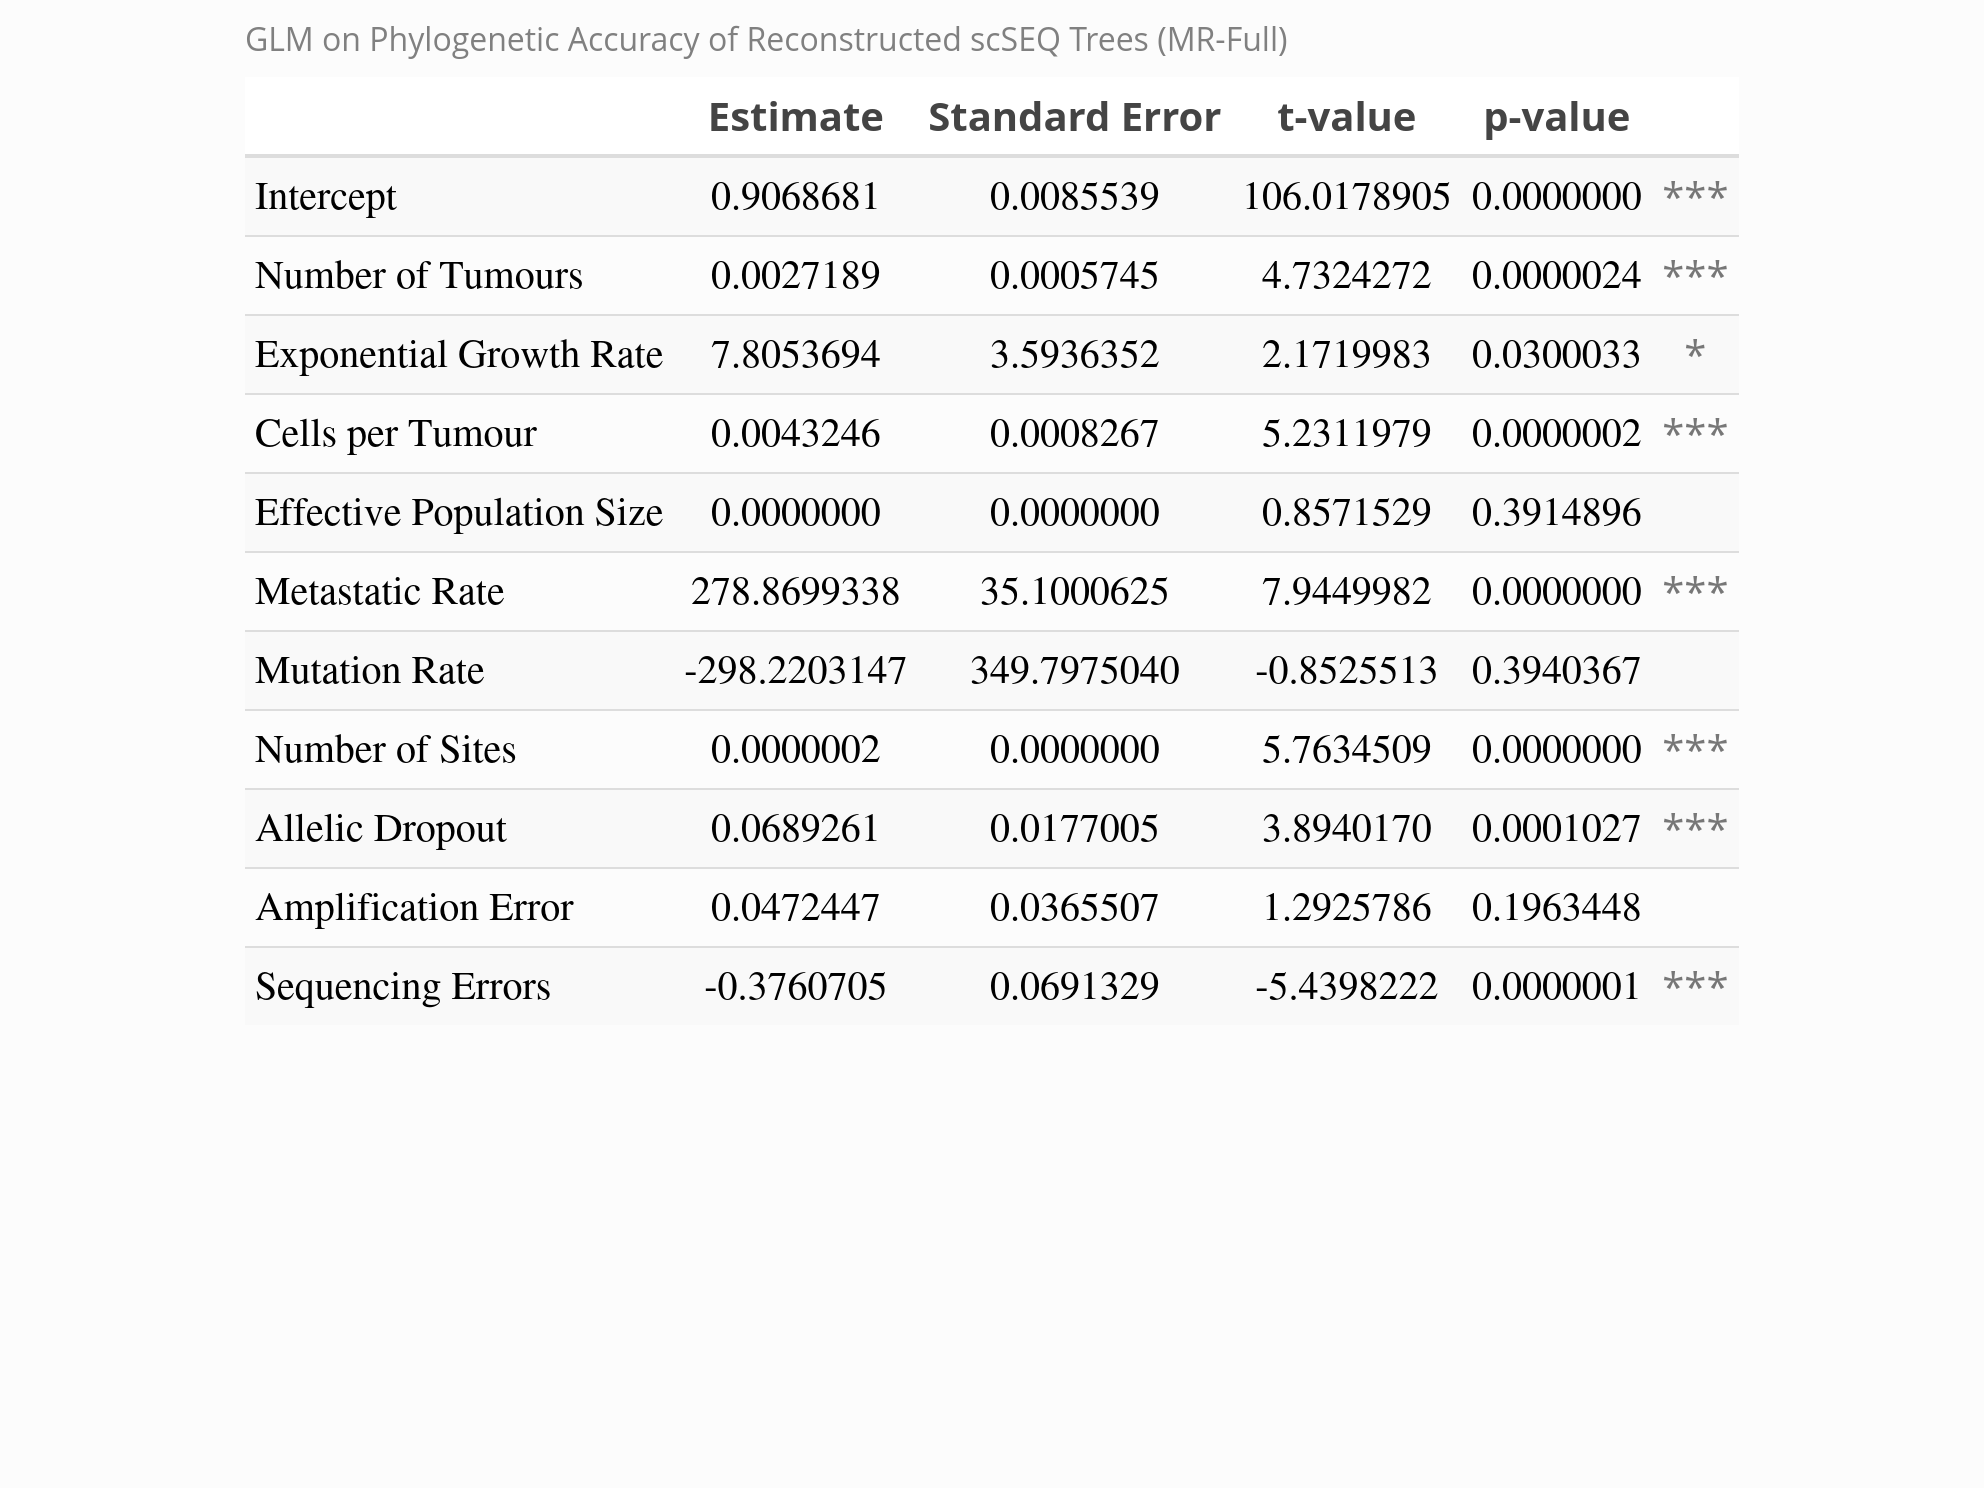 GLM on Phylogenetic Accuracy of Reconstructed scSEQ Trees (MR-Full)
Estimate Standard Error t-value p-value
Intercept 0.9068681 0.0085539 106.0178905 0.0000000 ***
Number of Tumours 0.0027189 0.0005745 4.7324272 0.0000024 ***
Exponential Growth Rate 7.8053694 3.5936352 2.1719983 0.0300033 *
Cells per Tumour 0.0043246 0.0008267 5.2311979 0.0000002 ***
Effective Population Size 0.0000000 0.0000000 0.8571529 0.3914896
Metastatic Rate 278.8699338 35.1000625 7.9449982 0.0000000 ***
Mutation Rate -298.2203147 349.7975040 -0.8525513 0.3940367
Number of Sites 0.0000002 0.0000000 5.7634509 0.0000000 ***
Allelic Dropout 0.0689261 0.0177005 3.8940170 0.0001027 ***
Amplification Error 0.0472447 0.0365507 1.2925786 0.1963448
Sequencing Errors -0.3760705 0.0691329 -5.4398222 0.0000001 ***